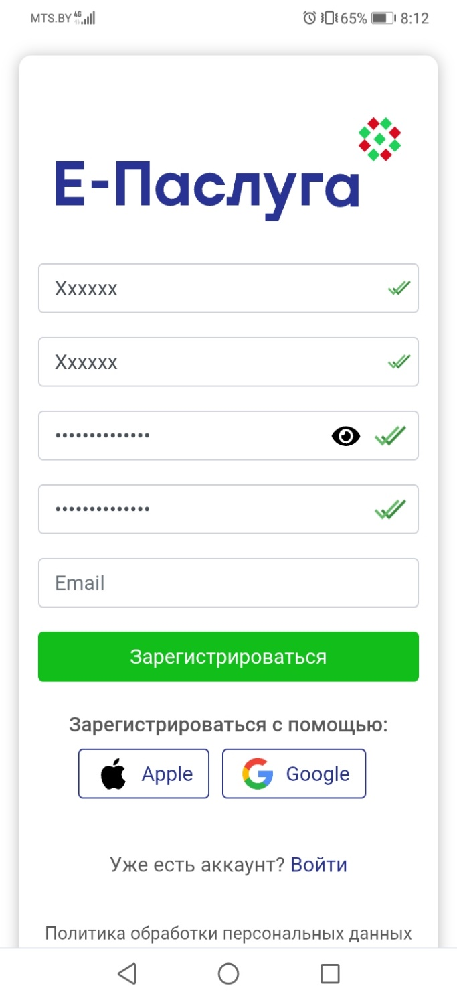 MTS.BY 4G 65% 8:12
Е-Паслуга
Xxxxxx
Xxxxxx
••••••••••••••
••••••••••••••
Email
Зарегистрироваться
Зарегистрироваться с помощью:
Apple Google
Уже есть аккаунт? Войти
Политика обработки персональных данных